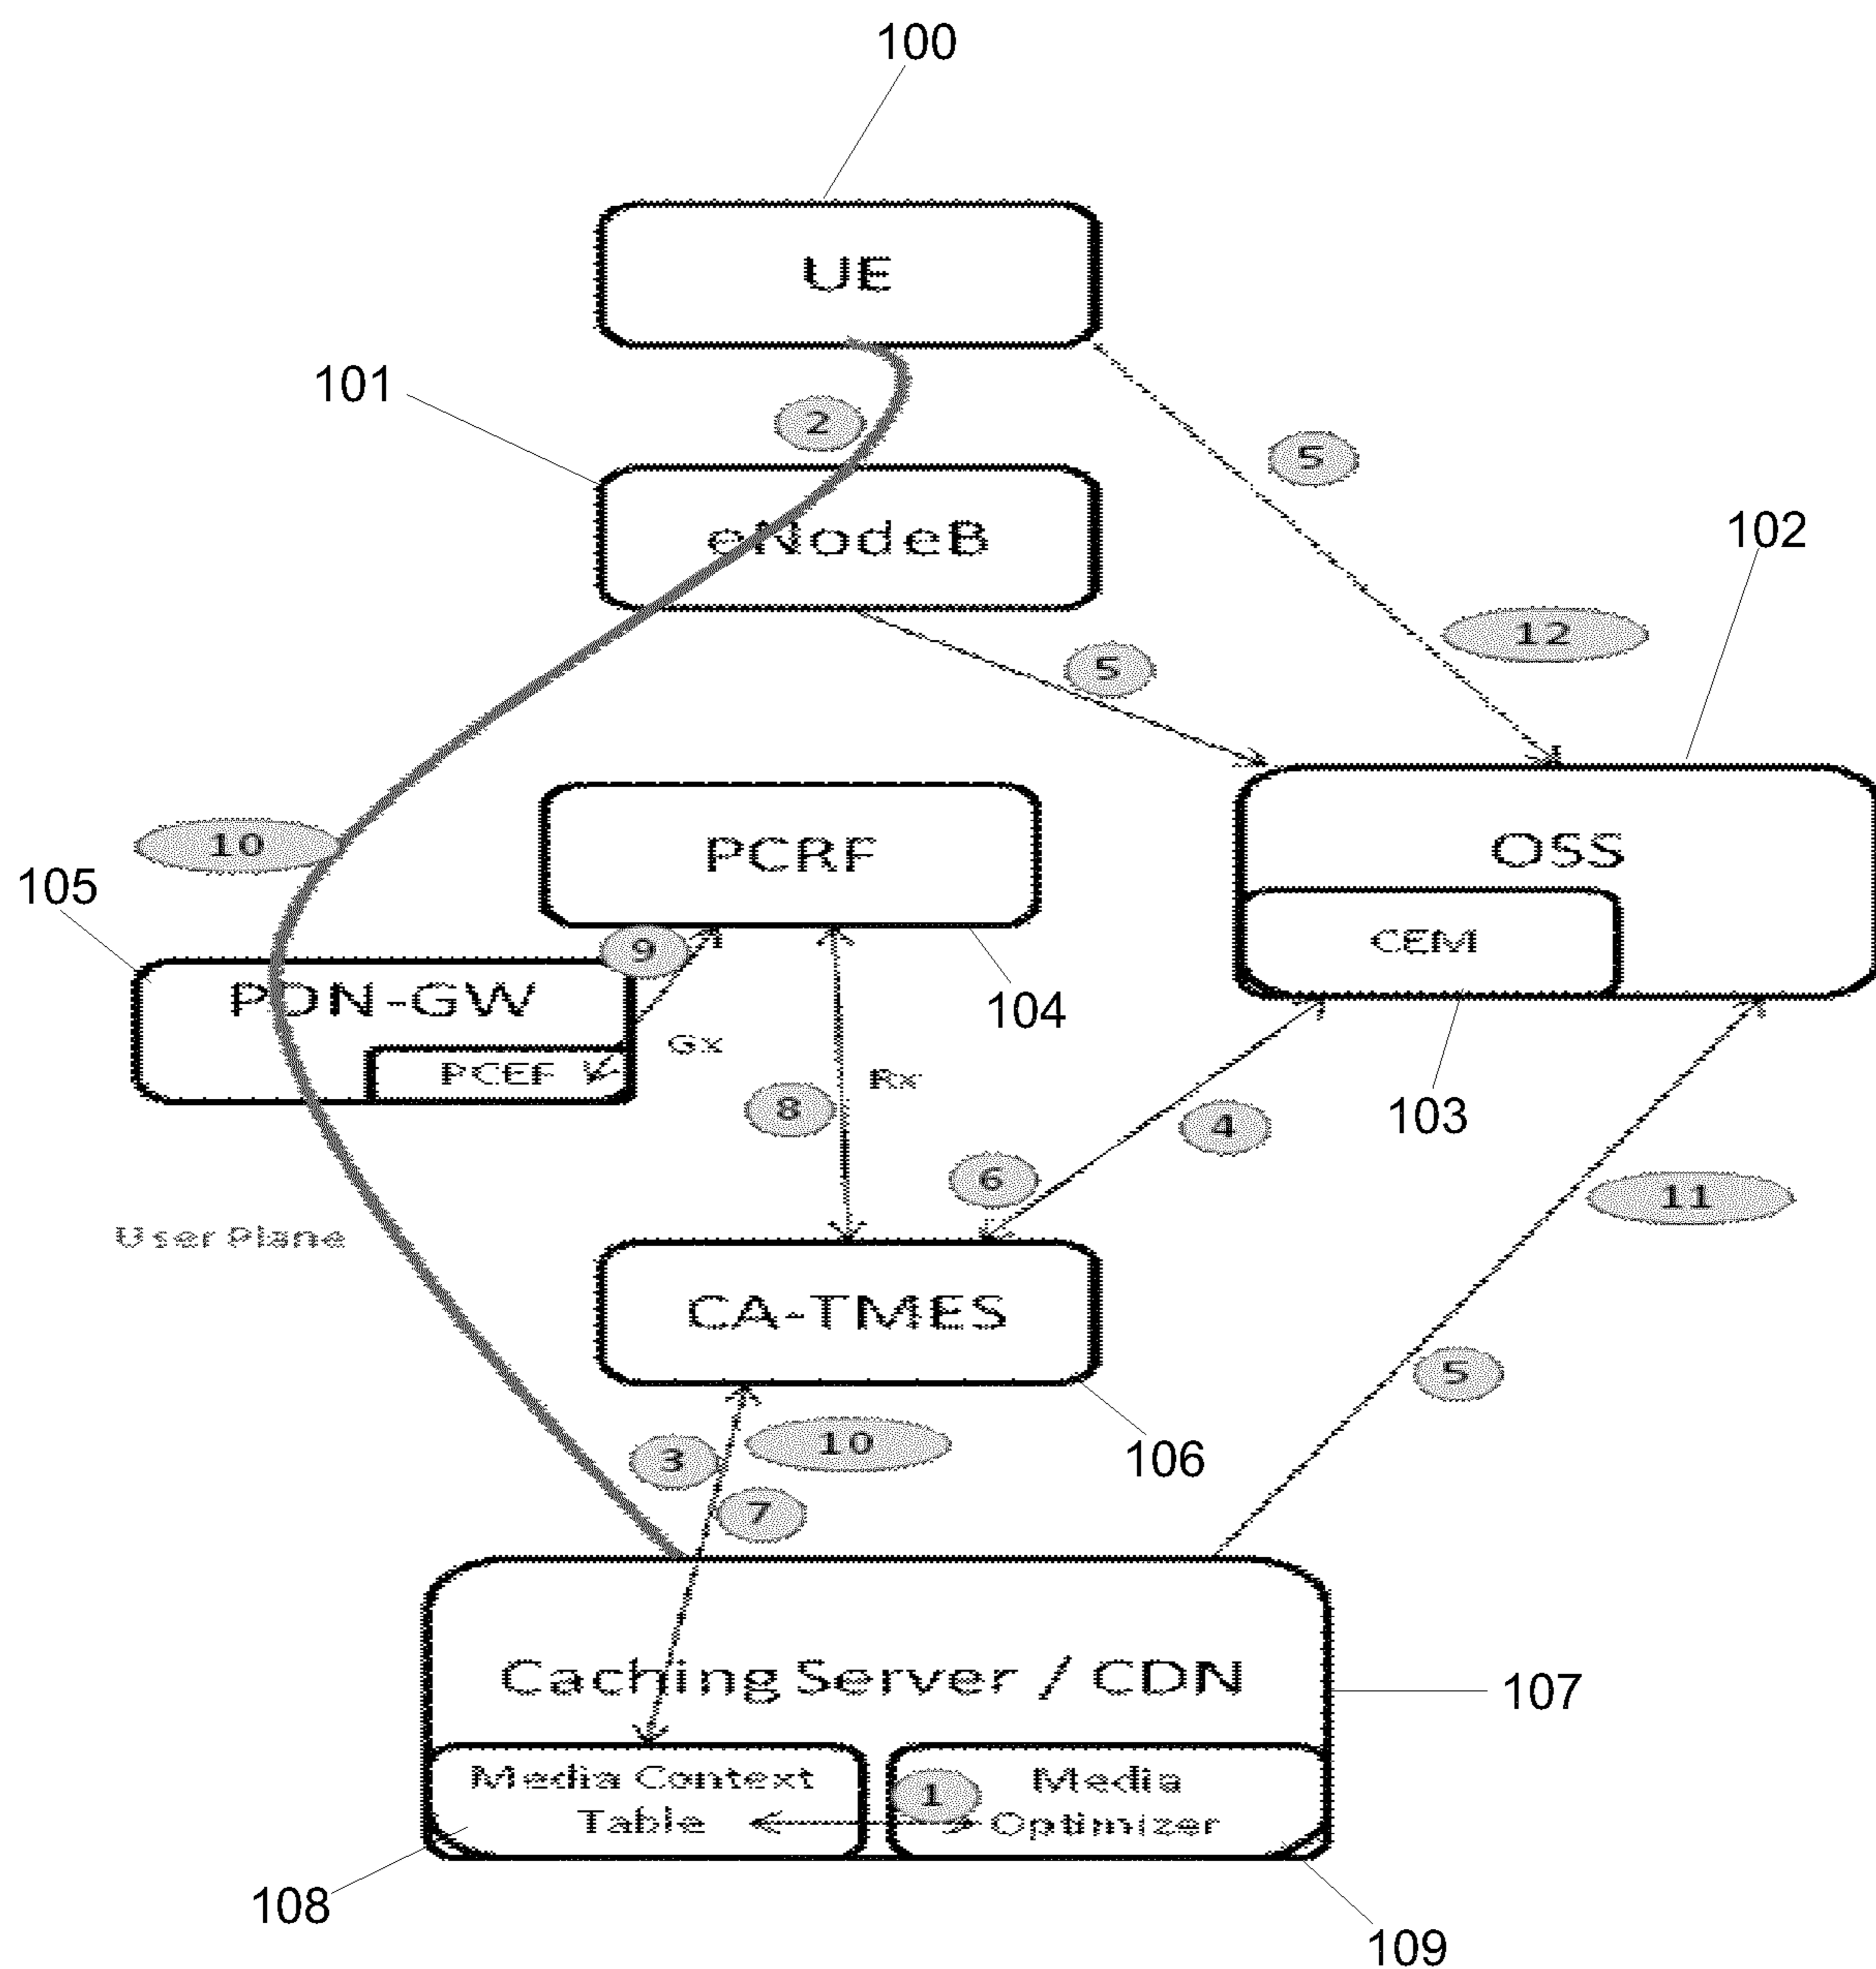 100
UE
101
2
5
eNodeB
102
12
5
10
PCRF
OSS
105
9
CEM
PDN-GW
104
Gx
PCEF
Rx
8
103
4
6
11
User Plane
CA-TMES
5
10
3
106
7
Caching Server / CDN
107
Media Context
Table
1
Media
Optimizer
108
109